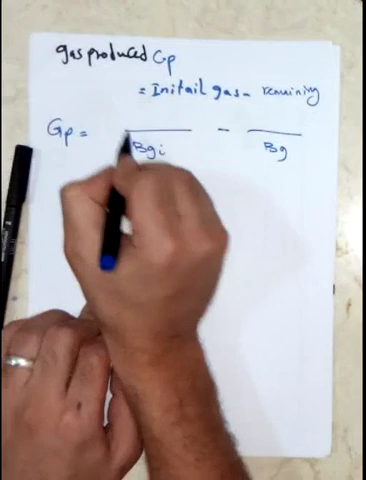 gas produced Gp
= Initail gas - remaining
Gp = —— - ——
Bgi Bg